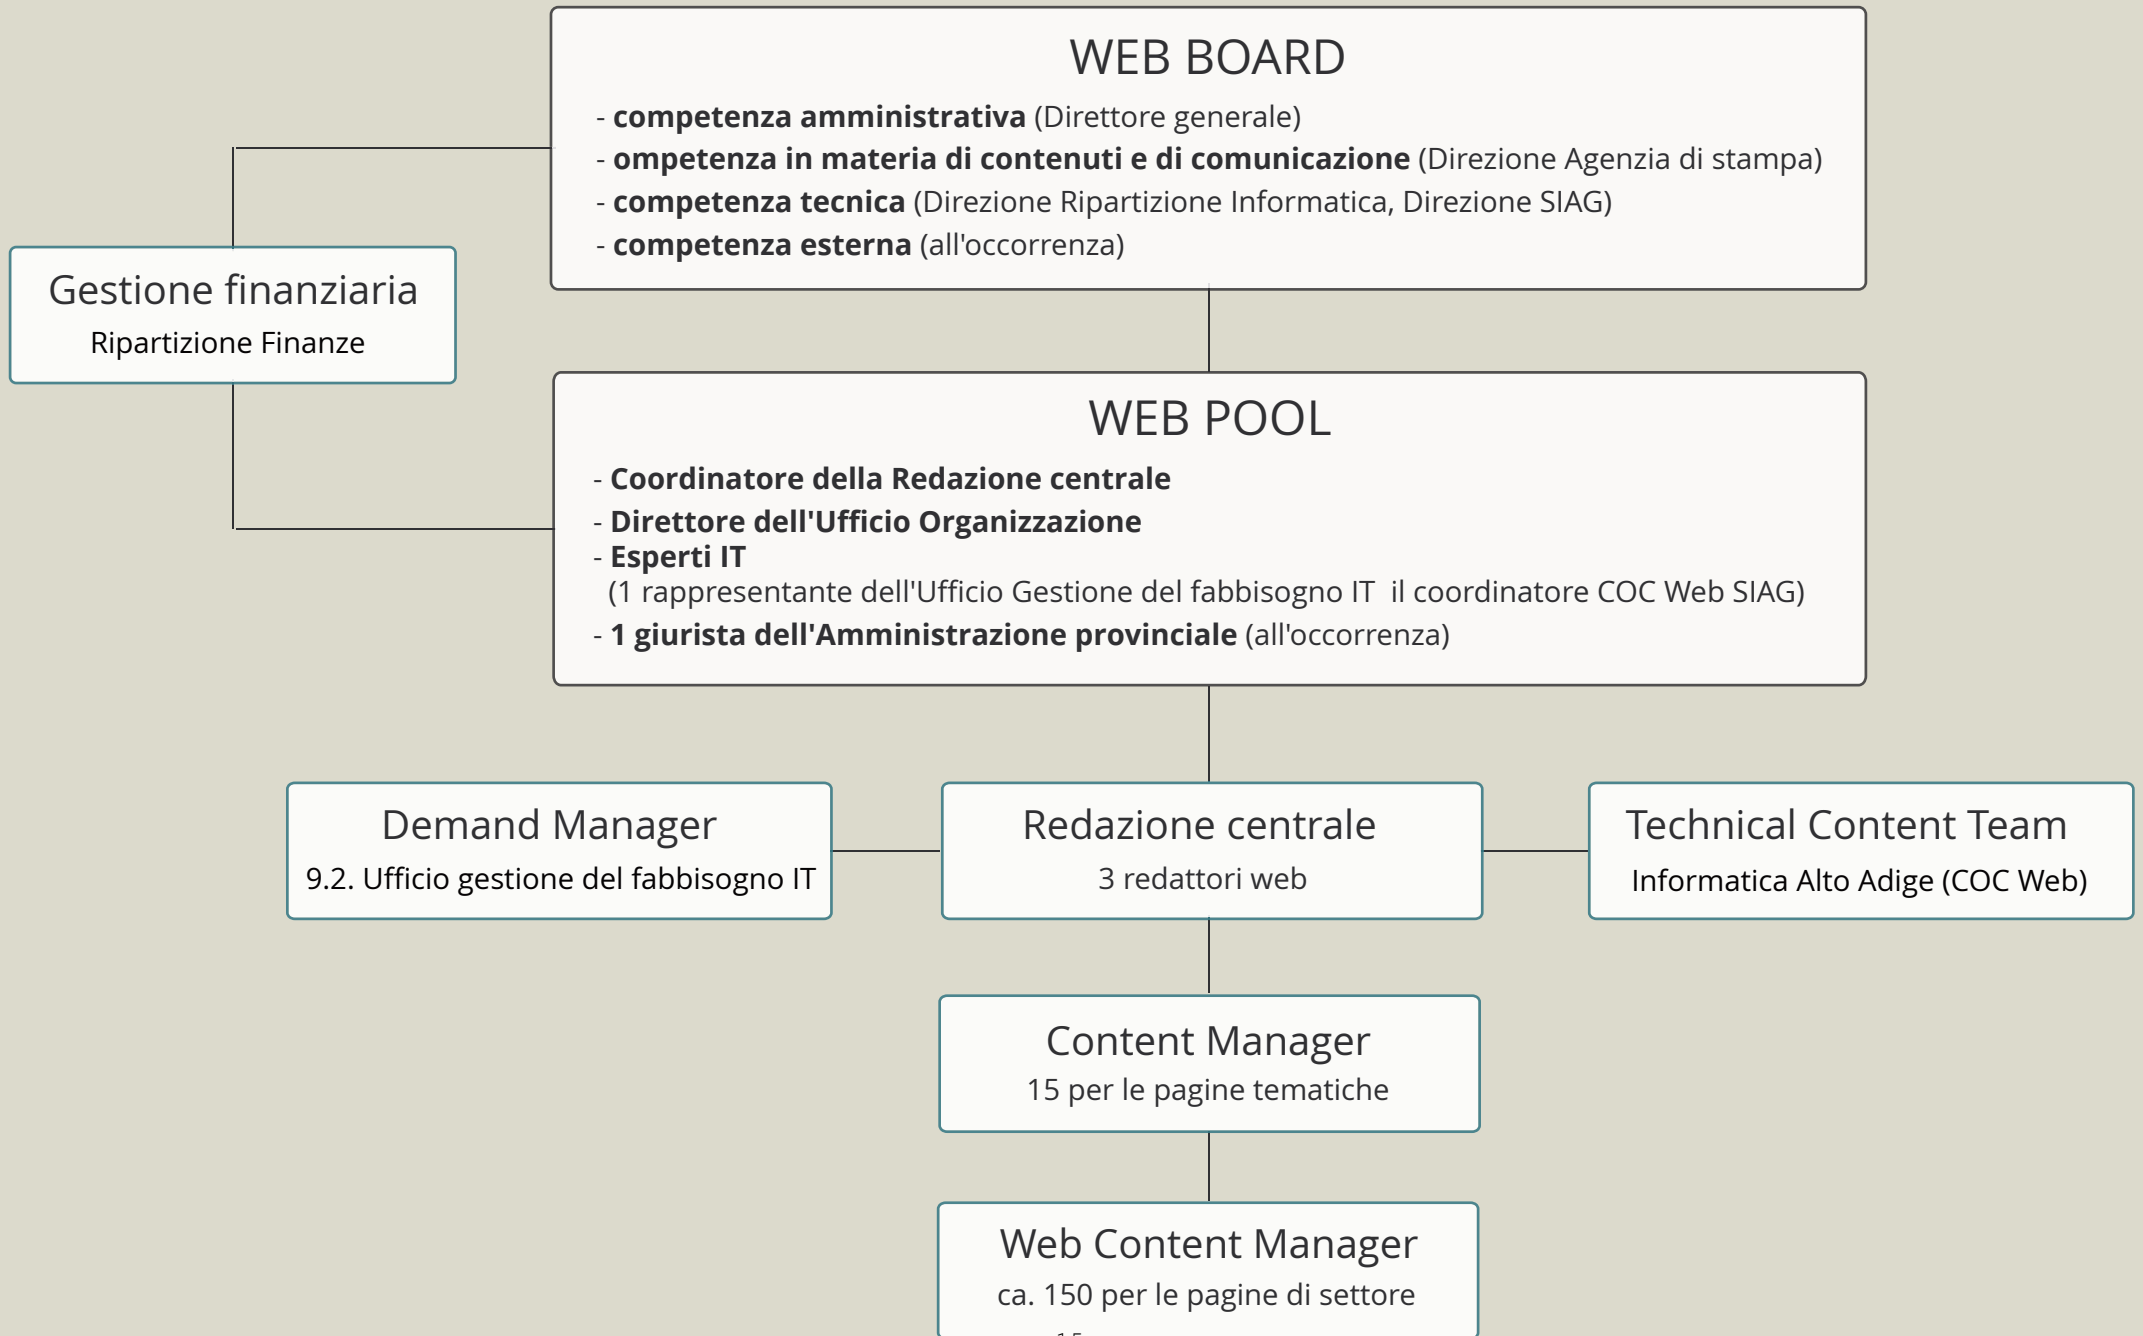 WEB BOARD
- competenza amministrativa (Direttore generale)
- ompetenza in materia di contenuti e di comunicazione (Direzione Agenzia di stampa)
- competenza tecnica (Direzione Ripartizione Informatica, Direzione SIAG)
- competenza esterna (all'occorrenza)
Gestione finanziaria
Ripartizione Finanze
WEB POOL
- Coordinatore della Redazione centrale
- Direttore dell'Ufficio Organizzazione
- Esperti IT
(1 rappresentante dell'Ufficio Gestione del fabbisogno IT  il coordinatore COC Web SIAG)
- 1 giurista dell'Amministrazione provinciale (all'occorrenza)
Demand Manager
9.2. Ufficio gestione del fabbisogno IT
Redazione centrale
3 redattori web
Technical Content Team
Informatica Alto Adige (COC Web)
Content Manager
15 per le pagine tematiche
Web Content Manager
ca. 150 per le pagine di settore